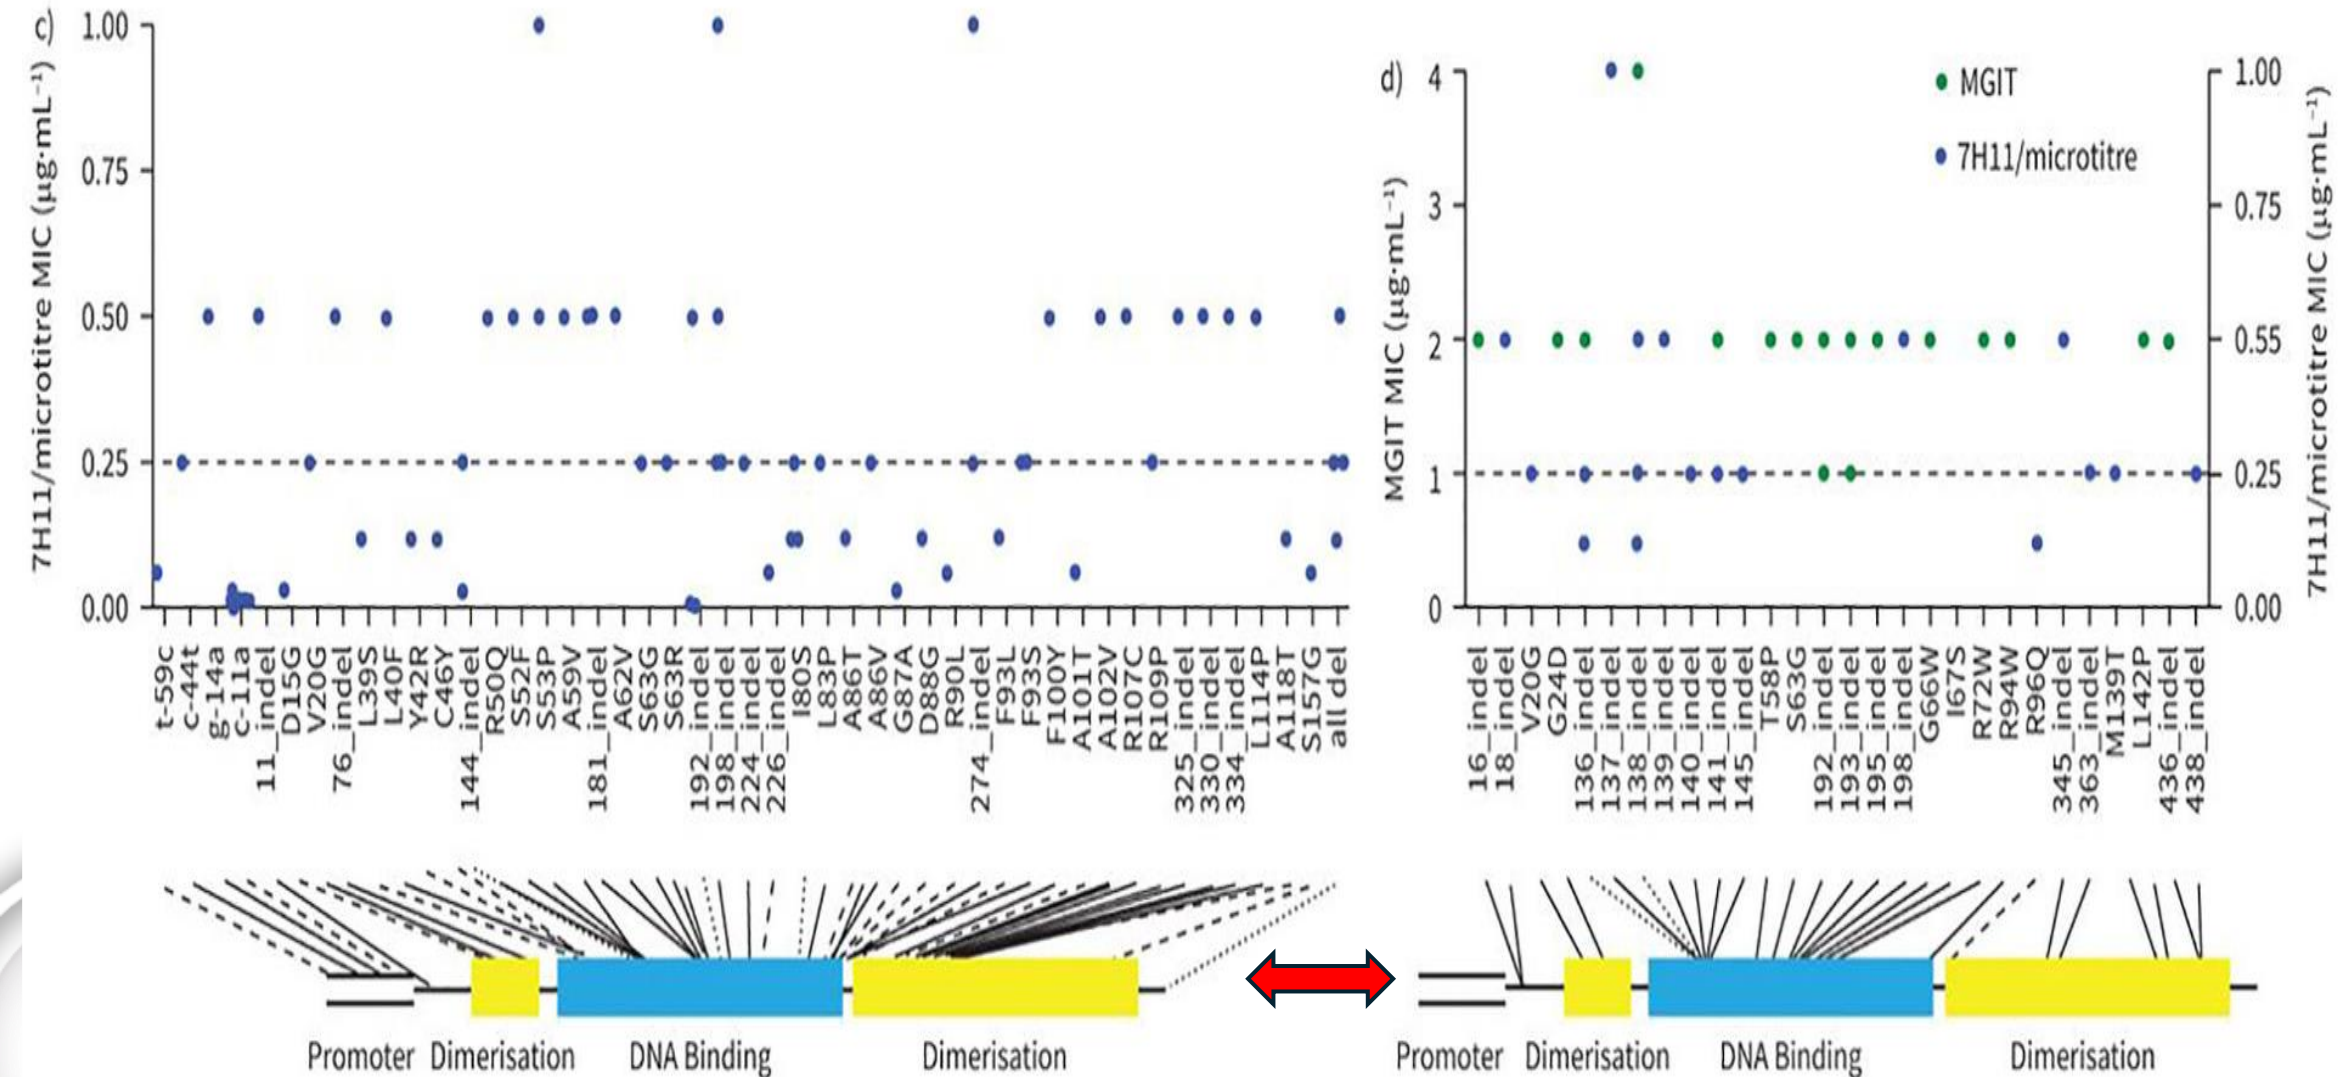 c)
7H11/microtitre MIC (µg·mL⁻¹)
1.00
0.75
0.50
0.25
0.00
t-59c
c-44t
g-14a
c-11a
11_indel
D15G
V20G
76_indel
L39S
L40F
Y42R
C46Y
144_indel
R50Q
S52F
S53P
A59V
181_indel
A62V
S63G
S63R
192_indel
198_indel
224_indel
226_indel
I80S
L83P
A86T
A86V
G87A
D88G
R90L
274_indel
F93L
F93S
F100Y
A101T
A102V
R107C
R109P
325_indel
330_indel
334_indel
L114P
A118T
S157G
all del
Promoter
Dimerisation
DNA Binding
Dimerisation
d)
MGIT MIC (µg·mL⁻¹)
4
3
2
1
0
MGIT
7H11/microtitre
7H11/microtitre MIC (µg·mL⁻¹)
1.00
0.75
0.55
0.25
0.00
16_indel
18_indel
V20G
G24D
136_indel
137_indel
138_indel
139_indel
140_indel
141_indel
145_indel
T58P
S63G
192_indel
193_indel
195_indel
198_indel
G66W
I67S
R72W
R94W
R96Q
345_indel
363_indel
M139T
L142P
436_indel
438_indel
Promoter
Dimerisation
DNA Binding
Dimerisation